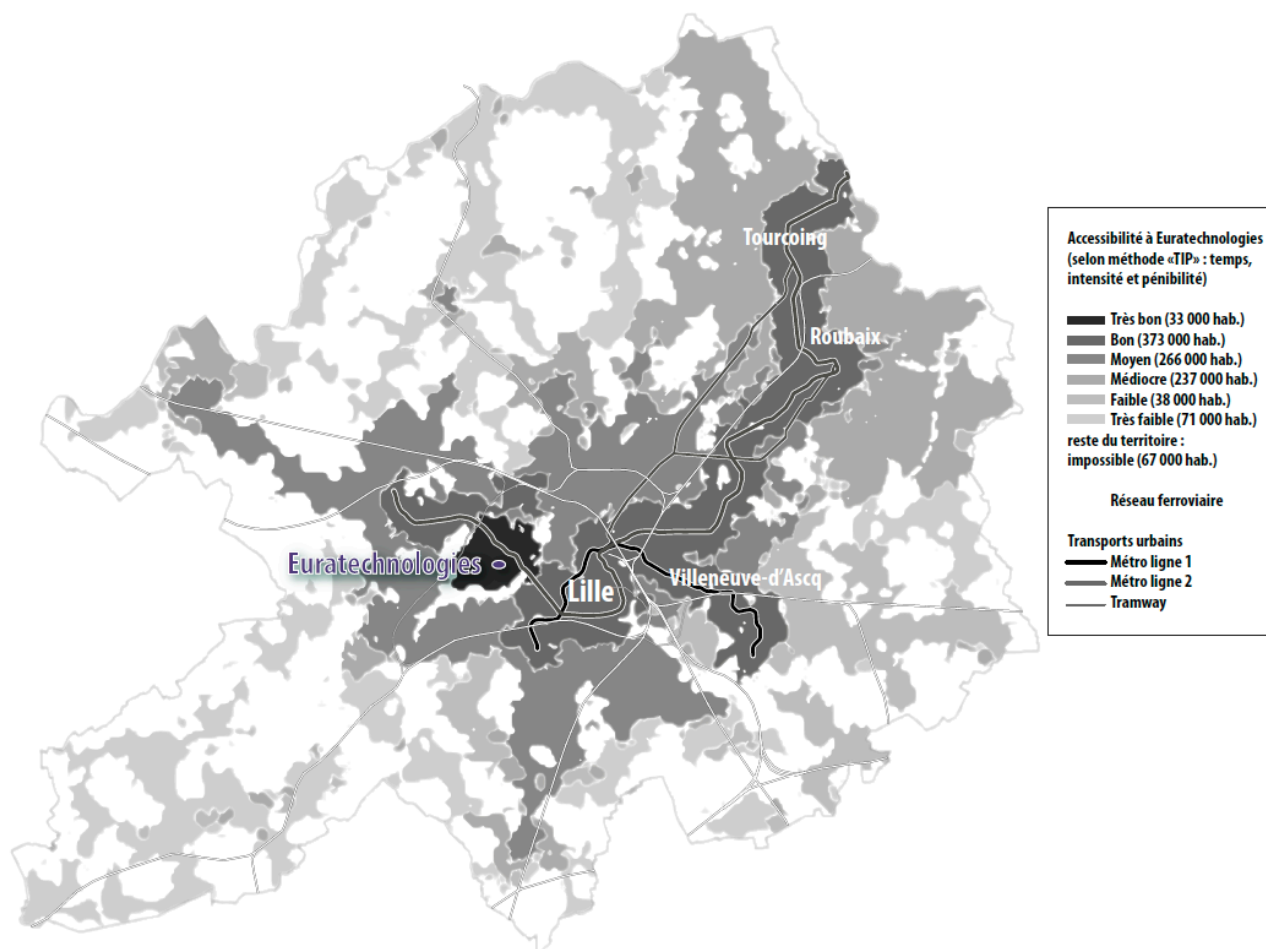 Tourcoing
Roubaix
Euratechnologies
Lille
Villeneuve-d'Ascq
Accessibilité à Euratechnologies
(selon méthode «TIP» : temps,
intensité et pénibilité)
Très bon (33 000 hab.)
Bon (373 000 hab.)
Moyen (266 000 hab.)
Médiocre (237 000 hab.)
Faible (38 000 hab.)
Très faible (71 000 hab.)
reste du territoire :
impossible (67 000 hab.)
Réseau ferroviaire
Transports urbains
Métro ligne 1
Métro ligne 2
Tramway